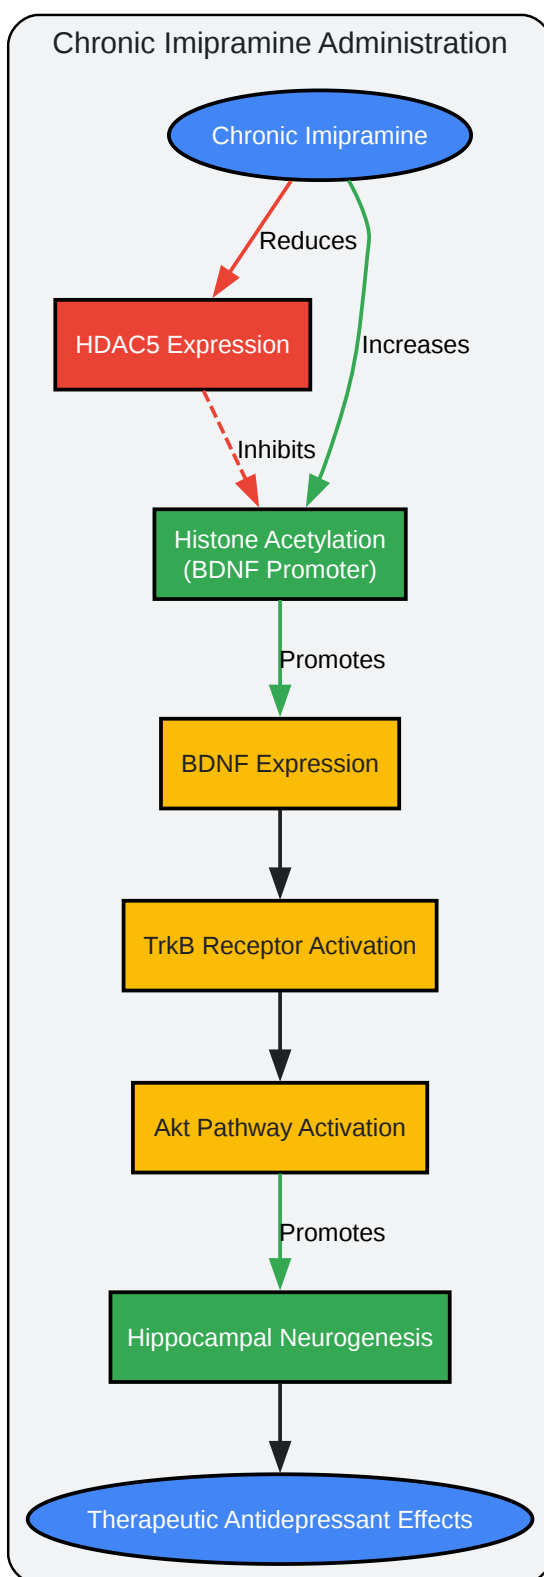 Chronic Imipramine Administration
Chronic Imipramine
Reduces
HDAC5 Expression
Increases
Inhibits
Histone Acetylation
(BDNF Promoter)
Promotes
BDNF Expression
TrkB Receptor Activation
Akt Pathway Activation
Promotes
Hippocampal Neurogenesis
Therapeutic Antidepressant Effects